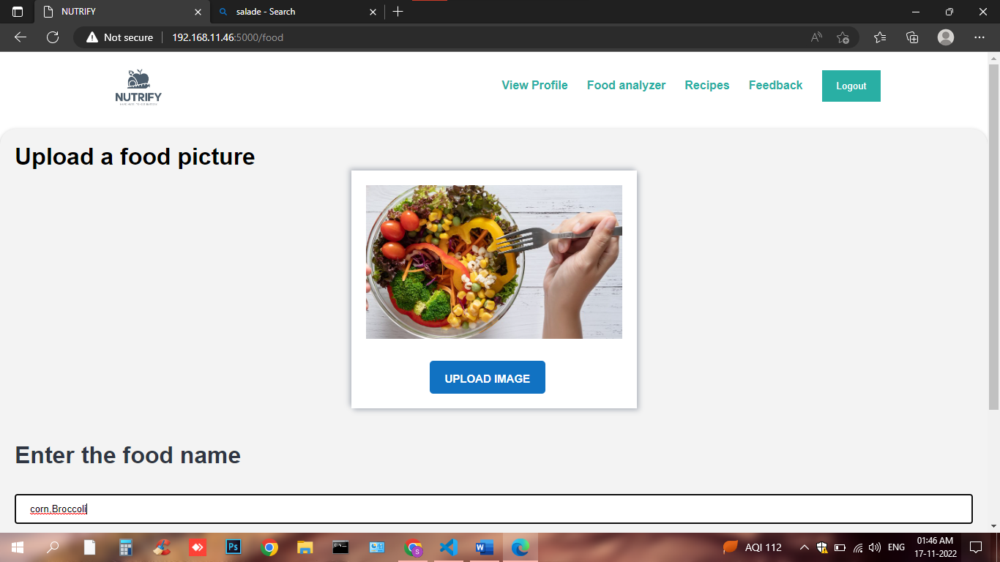 NUTRIFY
salade - Search
Not secure
192.168.11.46:5000/food
NUTRIFY
View Profile
Food analyzer
Recipes
Feedback
Logout
Upload a food picture
UPLOAD IMAGE
Enter the food name
corn,Broccoli
Ps
S
W
AQI 112
ENG
01:46 AM
17-11-2022